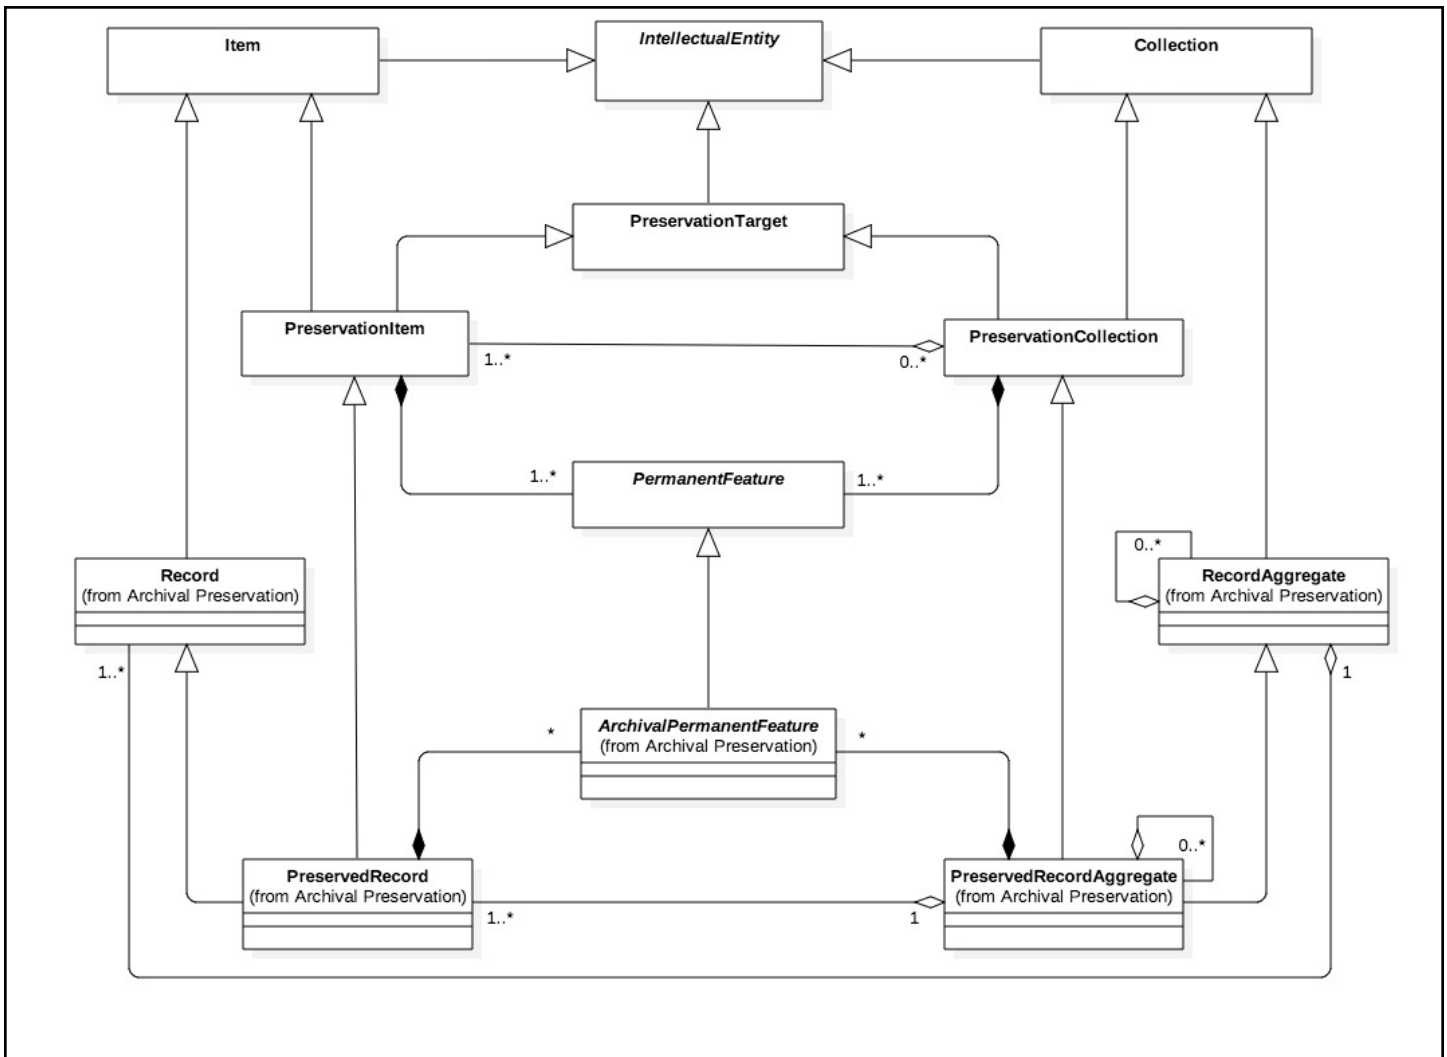 Item
IntellectualEntity
Collection
PreservationTarget
PreservationItem
PreservationCollection
1..*
0..*
1..*
PermanentFeature
1..*
0..*
Record
(from Archival Preservation)
RecordAggregate
(from Archival Preservation)
1..*
1
ArchivalPermanentFeature
(from Archival Preservation)
*
*
0..*
PreservedRecord
(from Archival Preservation)
PreservedRecordAggregate
(from Archival Preservation)
1..*
1